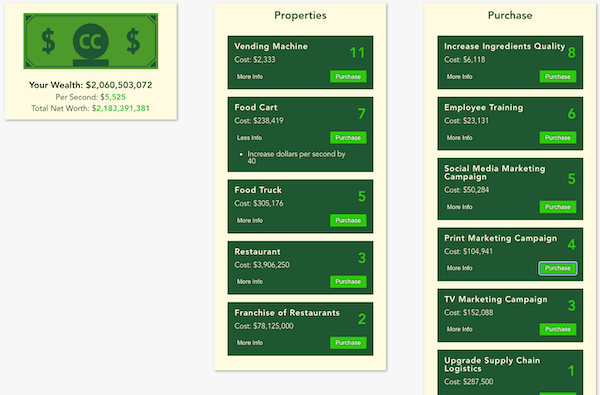 $ CC $
Your Wealth: $2,060,503,072
Per Second: $5,525
Total Net Worth: $2,183,391,381
Properties
Vending Machine
11
Cost: $2,333
More Info
Purchase
Food Cart
7
Cost: $238,419
Less Info
Purchase
• Increase dollars per second by
40
Food Truck
5
Cost: $305,176
More Info
Purchase
Restaurant
3
Cost: $3,906,250
More Info
Purchase
Franchise of Restaurants
2
Cost: $78,125,000
More Info
Purchase
Purchase
Increase Ingredients Quality
8
Cost: $6,118
More Info
Purchase
Employee Training
6
Cost: $23,131
More Info
Purchase
Social Media Marketing
Campaign
5
Cost: $50,284
More Info
Purchase
Print Marketing Campaign
4
Cost: $104,941
More Info
Purchase
TV Marketing Campaign
3
Cost: $152,088
More Info
Purchase
Upgrade Supply Chain
Logistics
1
Cost: $287,500